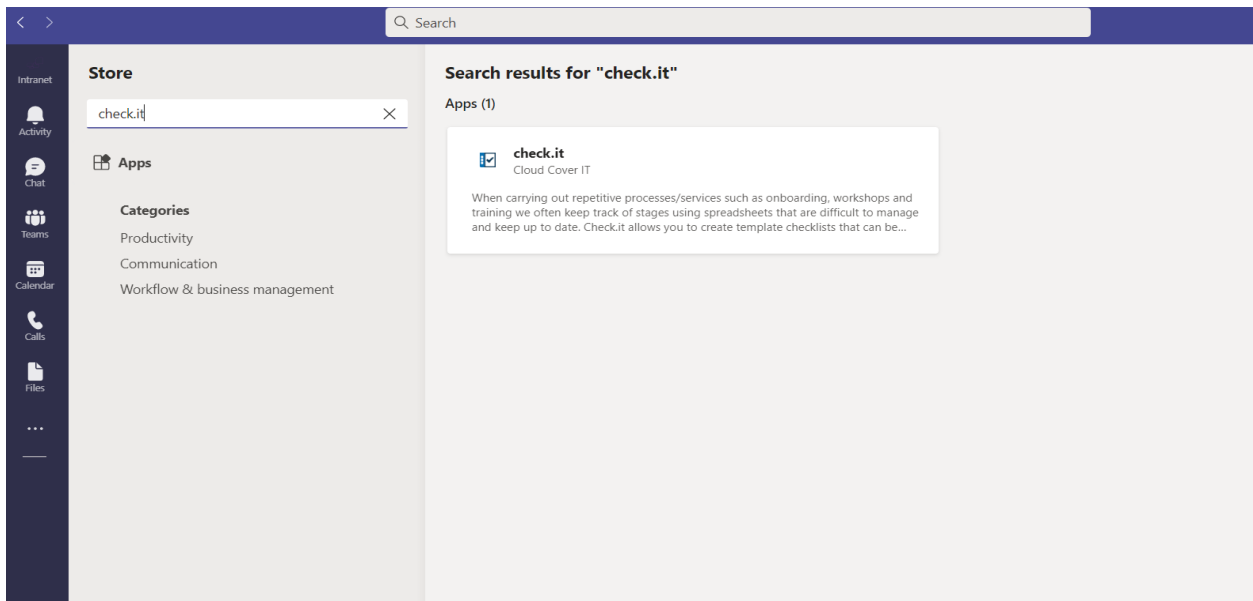 Search
Intranet
Activity
Chat
Teams
Calendar
Calls
Files
...
Store
check.it
Apps
Categories
Productivity
Communication
Workflow & business management
Search results for "check.it"
Apps (1)
check.it
Cloud Cover IT
When carrying out repetitive processes/services such as onboarding, workshops and
training we often keep track of stages using spreadsheets that are difficult to manage
and keep up to date. Check.it allows you to create template checklists that can be...